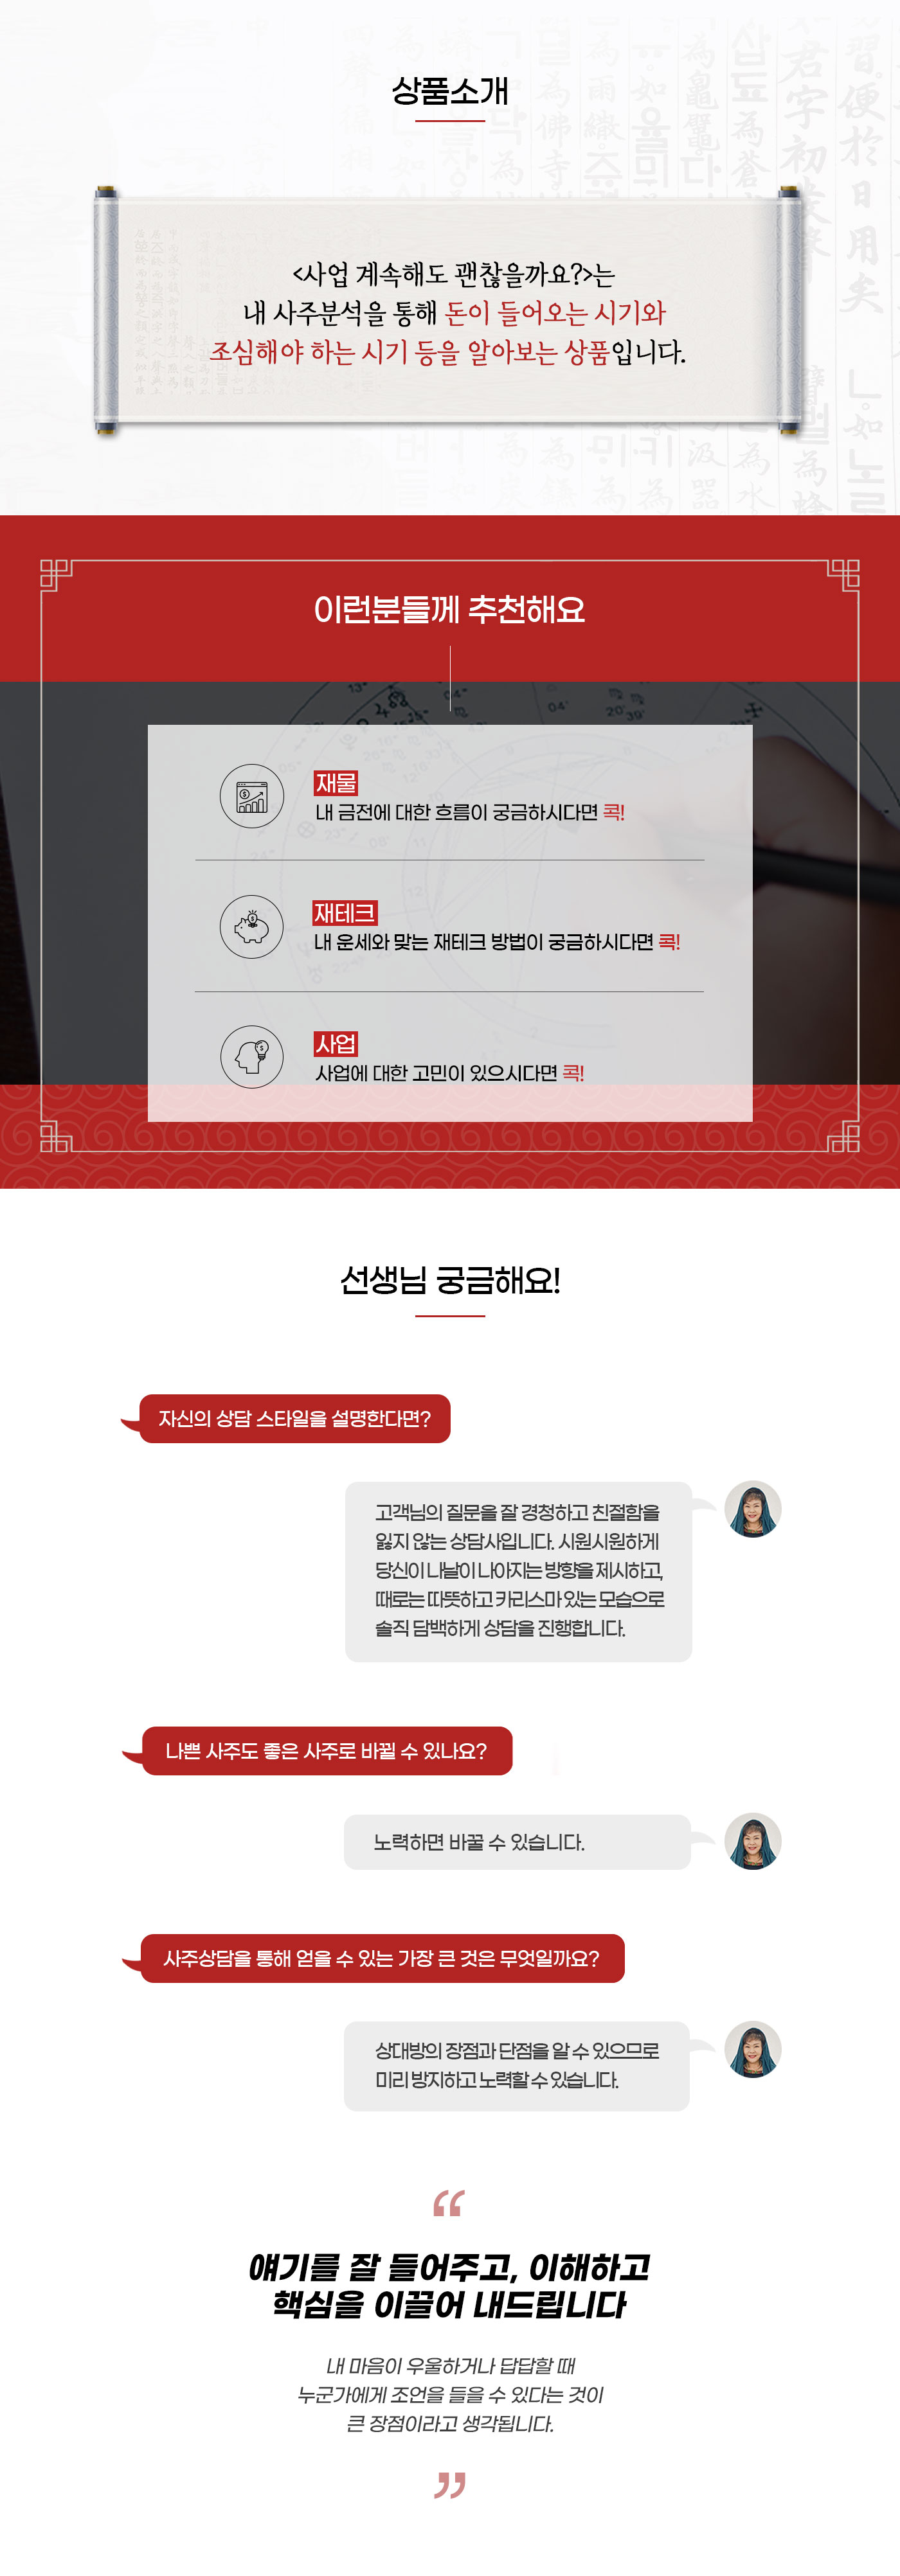 상품소개
<사업 계속해도 괜찮을까요?>는
내 사주분석을 통해 돈이 들어오는 시기와
조심해야 하는 시기 등을 알아보는 상품입니다.
이런분들께 추천해요
재물
내 금전에 대한 흐름이 궁금하시다면 콕!
재테크
내 운세와 맞는 재테크 방법이 궁금하시다면 콕!
사업
사업에 대한 고민이 있으시다면 콕!
선생님 궁금해요!
자신의 상담 스타일을 설명한다면?
고객님의 질문을 잘 경청하고 친절함을
잃지 않는 상담사입니다. 시원시원하게
당신이 내날이 나아지는 방향을 제시하고,
때로는 따뜻하고 카리스마 있는 모습으로
솔직 담백하게 상담을 진행합니다.
나쁜 사주도 좋은 사주로 바뀔 수 있나요?
노력하면 바꿀 수 있습니다.
사주상담을 통해 얻을 수 있는 가장 큰 것은 무엇일까요?
상대방의 장점과 단점을 알 수 있으므로
미리 방지하고 노력할 수 있습니다.
“
얘기를 잘 들어주고, 이해하고
핵심을 이끌어 내드립니다
내 마음이 우울하거나 답답할 때
누군가에게 조언을 들을 수 있다는 것이
큰 장점이라고 생각됩니다.
”